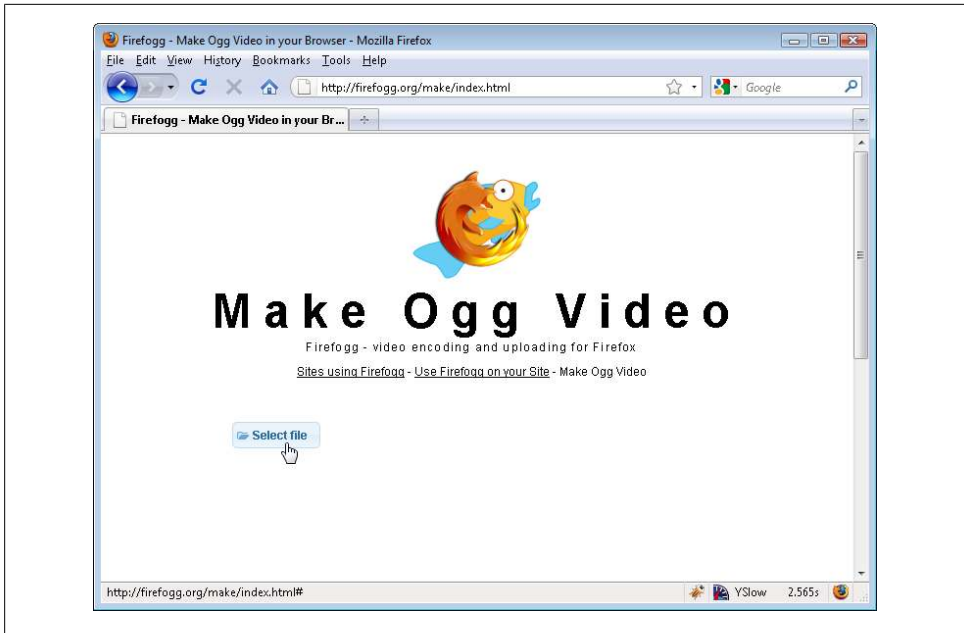 Firefogg - Make Ogg Video in your Browser - Mozilla Firefox
File Edit View History Bookmarks Tools Help
http://firefogg.org/make/index.html
Google
Firefogg - Make Ogg Video in your Br...
Make Ogg Video
Firefogg - video encoding and uploading for Firefox
Sites using Firefogg - Use Firefogg on your Site - Make Ogg Video
Select file
http://firefogg.org/make/index.html#
YSlow 2.565s